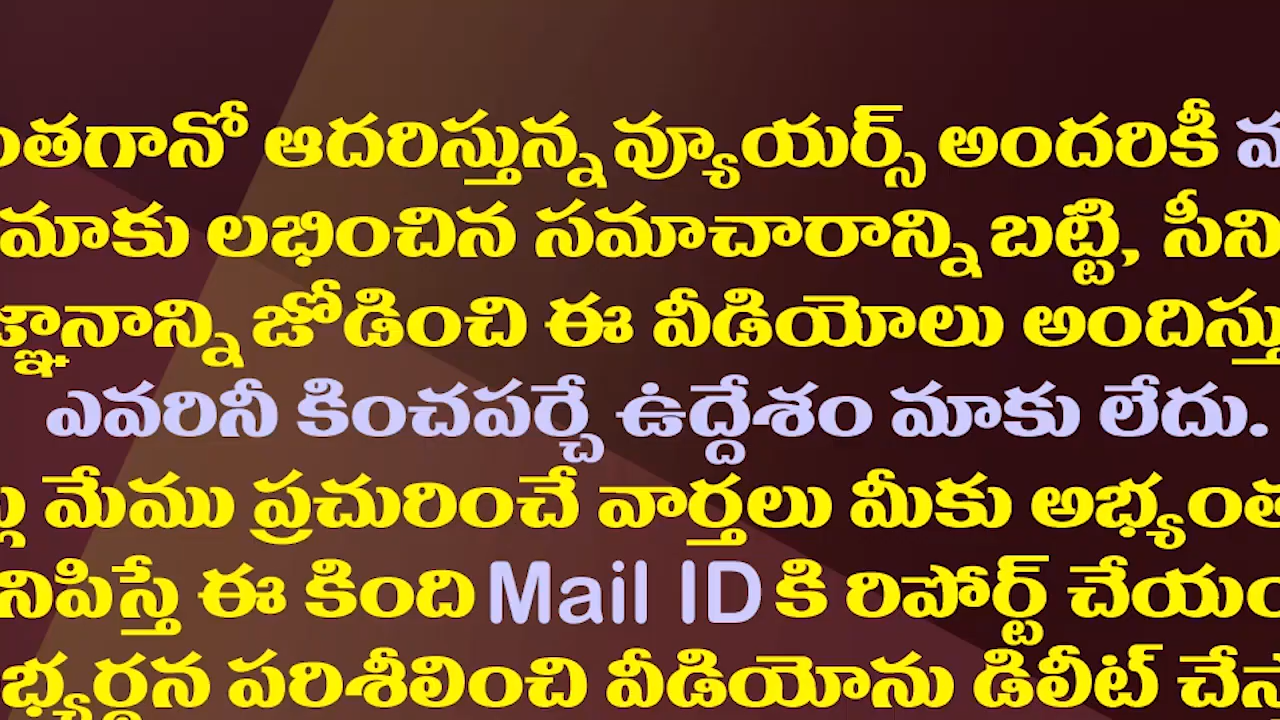 ఆదరిస్తున్న వ్యూయర్స్ అందరికీ
మాకు లభించిన సమాచారాన్ని బట్టి, సీని
జోడించి ఈ వీడియోలు
ఎవరినీ కించపర్చే ఉద్దేశం మాకు లేదు.
మేము ప్రచురించే వార్తలు మీకు
ఈ కింది Mail ID కి రిపోర్ట్
పరిశీలించి వీడియోను డిలీట్